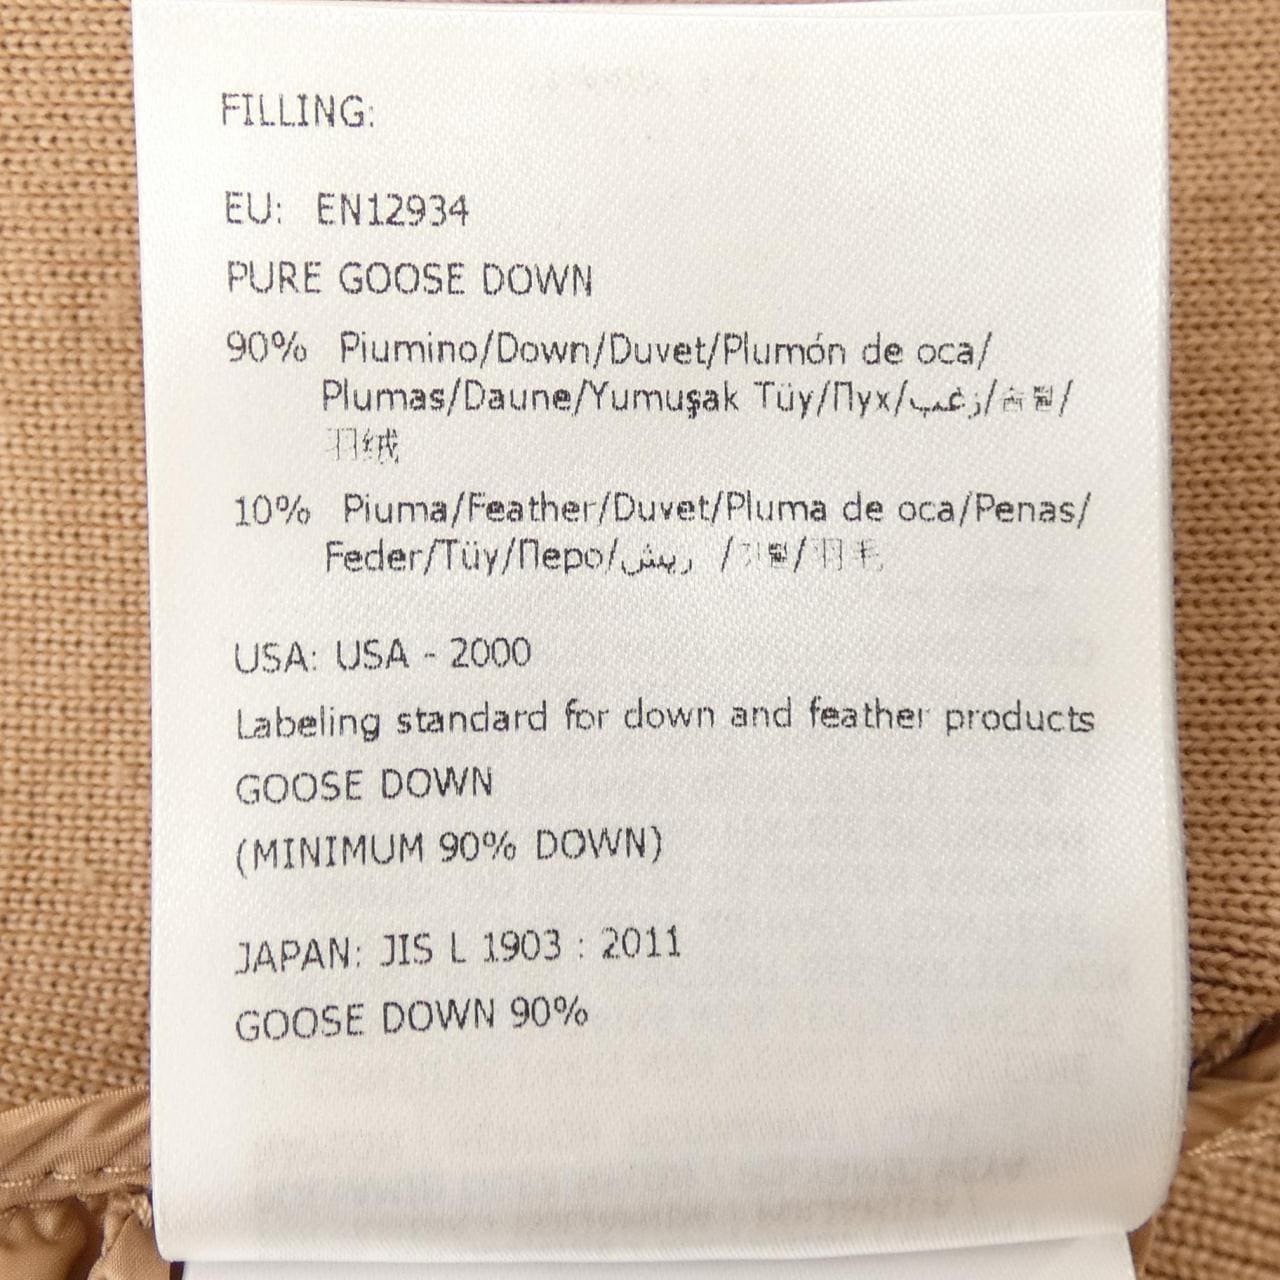 FILLING:
EU: EN12934
PURE GOOSE DOWN
90% Piumino/Down/Duvet/Plumón de oca/
Plumas/Daune/Yumuşak Tüy/Пух/زغب/솜털/
羽绒
10% Piuma/Feather/Duvet/Pluma de oca/Penas/
Feder/Tüy/Перо/ريش /깃털/羽毛
USA: USA - 2000
Labeling standard for down and feather products
GOOSE DOWN
(MINIMUM 90% DOWN)
JAPAN: JIS L 1903 : 2011
GOOSE DOWN 90%